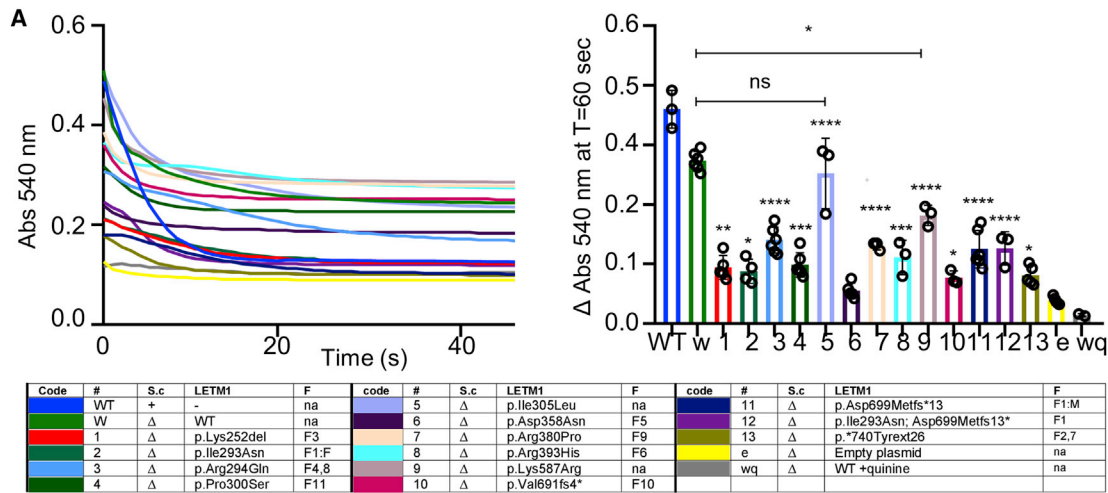 A
0.6
0.4
0.2
0.0
Abs 540 nm
0
20
40
Time (s)
0.6
0.5
0.4
0.2
0.1
0.0
Δ Abs 540 nm at T=60 sec
*
ns
** * **** *** **** **** *** **** * **** **** *
WT w 1 2 3 4 5 6 7 8 9 10 11 12 13 e wq
Code # S.c LETM1 F code # S.c LETM1 F code # S.c LETM1 F
WT + - na 5 Δ p.Ile305Leu na 11 Δ p.Asp699Metfs*13 F1:M
W Δ WT na 6 Δ p.Asp358Asn F5 12 Δ p.Ile293Asn; Asp699Metfs13* F1
1 Δ p.Lys252del F3 7 Δ p.Arg380Pro F9 13 Δ p.*740Tyrext26 F2,7
2 Δ p.Ile293Asn F1:F 8 Δ p.Arg393His F6 e Δ Empty plasmid na
3 Δ p.Arg294Gln F4,8 9 Δ p.Lys587Arg na wq Δ WT +quinine na
4 Δ p.Pro300Ser F11 10 Δ p.Val691fs4* F10